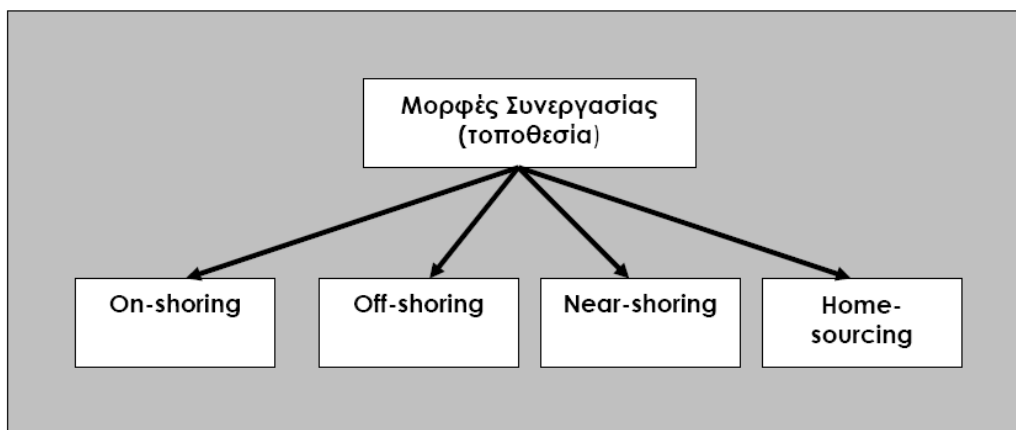 Μορφές Συνεργασίας
(τοποθεσία)
On-shoring
Off-shoring
Near-shoring
Home-
sourcing